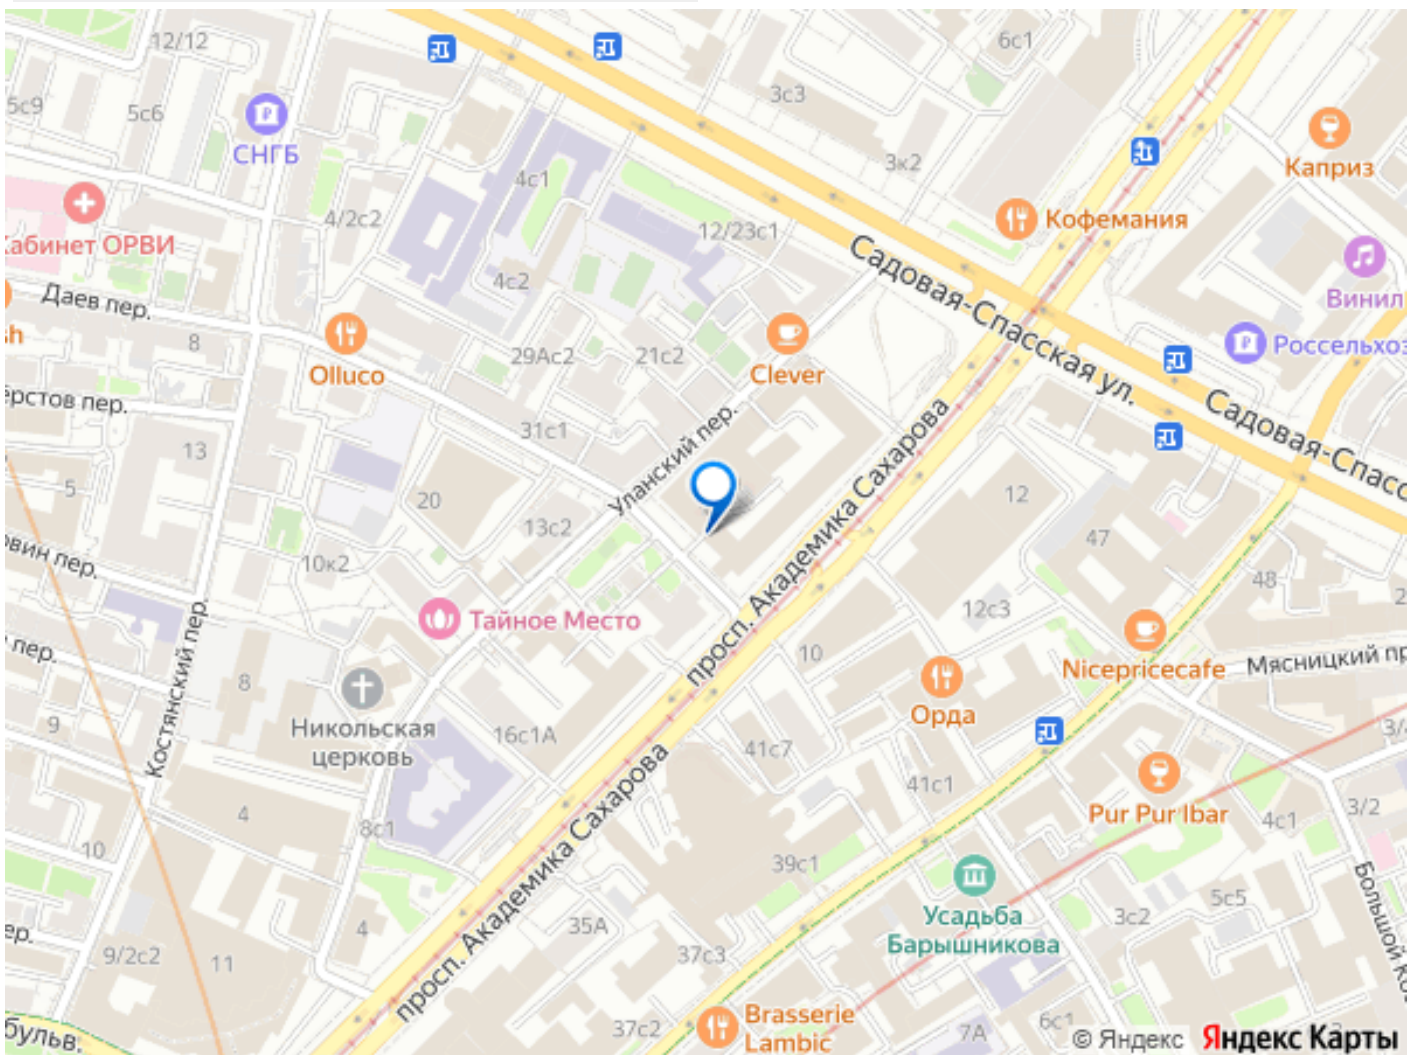 12/12
6с1
5с9
5с6
3с3
СНГБ
3к2
Каприз
4с1
4/2с2
Кофемания
12/23с1
Кабинет ОРВИ
4с2
Садовая-Спасская ул.
Винил
Даев пер.
8
29Ас2
21с2
Россельхоз
Olluco
Clever
Садовая-Спасс
13
31с1
Уланский пер.
просп. Академика Сахарова
5
20
13с2
12
47
10к2
48
12с3
Тайное Место
10
Nicepricecafe
Мясницкий пр
пер.
8
Костянский пер.
Орда
9
Никольская
церковь
16с1А
41с7
3/4
41с1
просп. Академика Сахарова
Pur Pur Ibar
3/2
4с1
4
8с1
10
39с1
Усадьба
Барышникова
5с5
3с2
Большой
4
35А
9/2с2
11
37с3
бульв.
37с2
Brasserie
Lambic
7А
6с1
© Яндекс Яндекс Карты